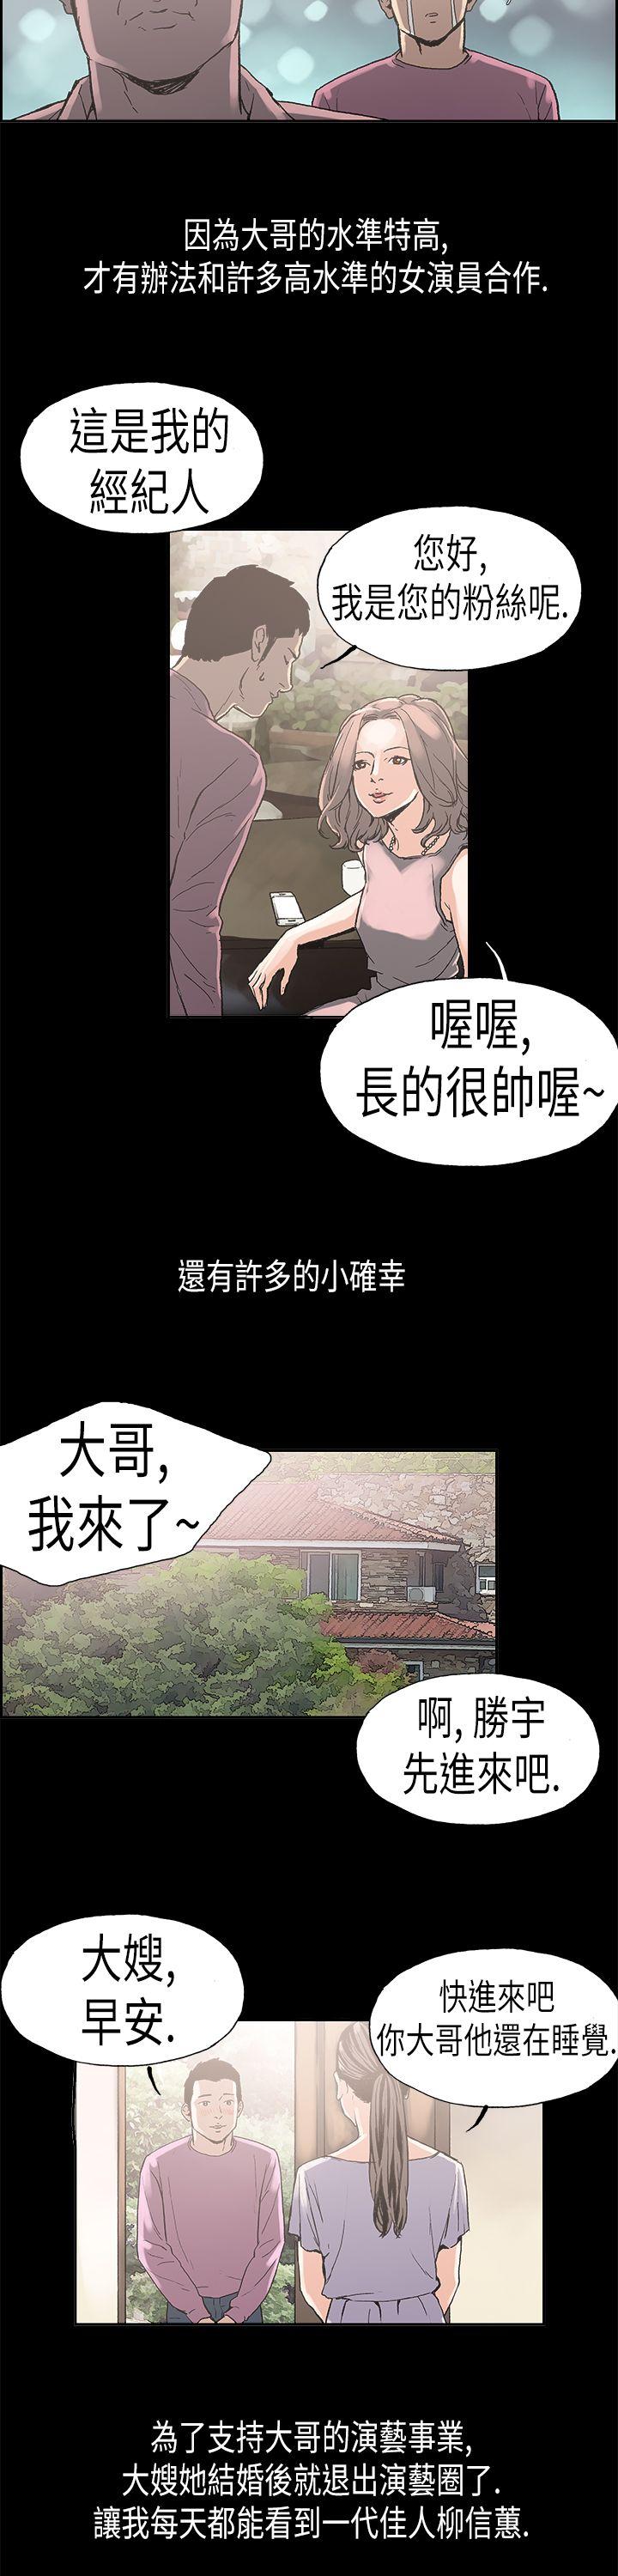 因為大哥的水準特高,
才有辦法和許多高水準的女演員合作.
這是我的
經紀人
您好,
我是您的粉絲呢.
喔喔,
長的很帥喔~
還有許多的小確幸
大哥,
我來了~
啊, 勝宇
先進來吧.
大嫂,
早安.
快進來吧
你大哥他還在睡覺.
為了支持大哥的演藝事業,
大嫂她結婚後就退出演藝圈了.
讓我每天都能看到一代佳人柳信蕙.